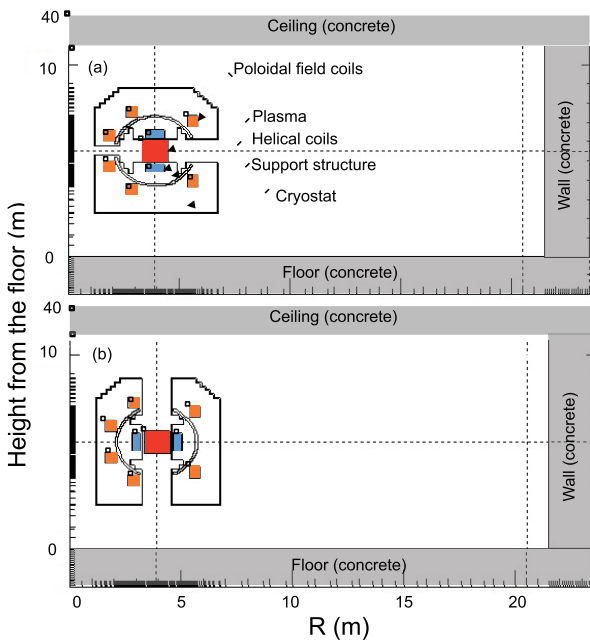 40
Ceiling (concrete)
10
(a)
Poloidal field coils
Plasma
Helical coils
Support structure
Cryostat
Wall (concrete)
0
Floor (concrete)
Height from the floor (m)
40
Ceiling (concrete)
10
(b)
Wall (concrete)
0
Floor (concrete)
0 5 10 15 20
R (m)